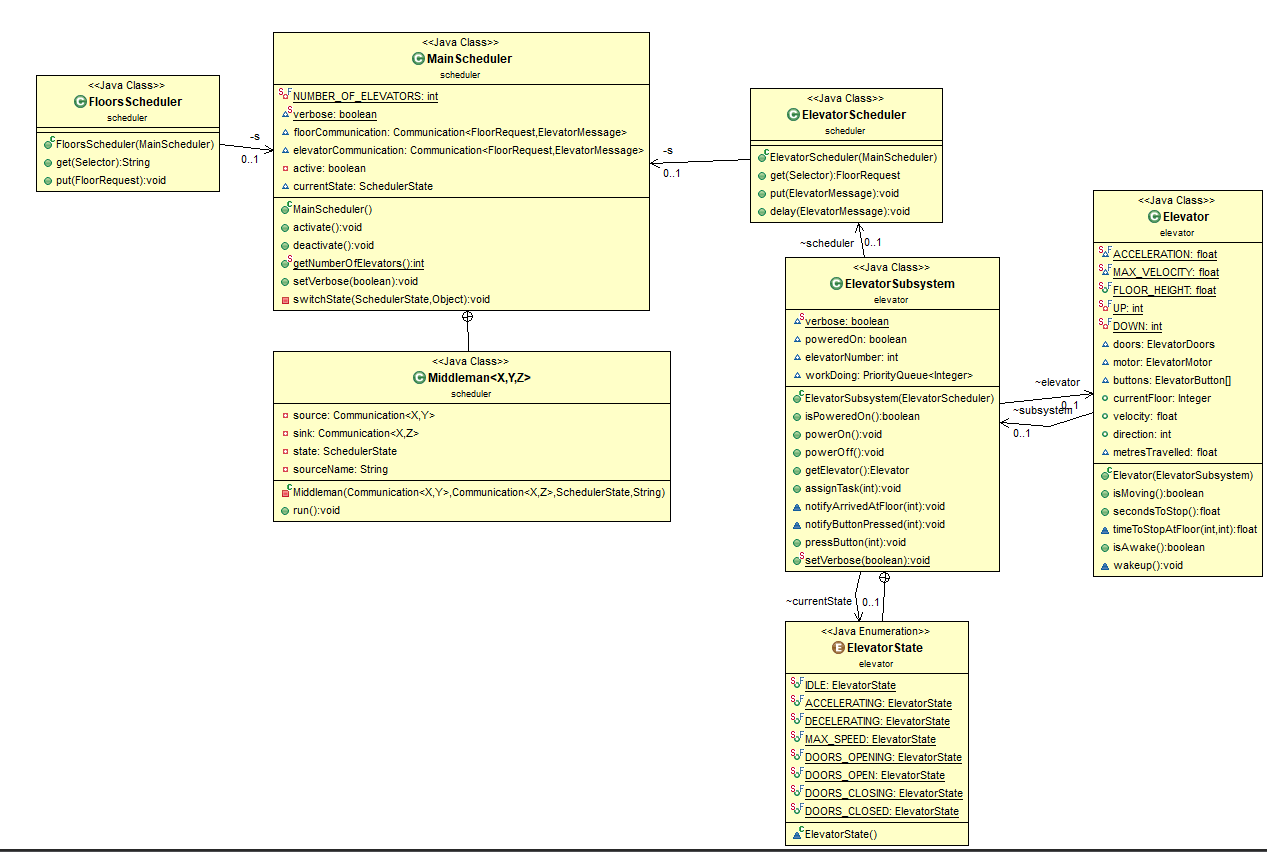 <<Java Class>>
FloorsScheduler
scheduler
FloorsScheduler(MainScheduler)
get(Selector):String
put(FloorRequest):void
-s
0..1
<<Java Class>>
MainScheduler
scheduler
NUMBER_OF_ELEVATORS: int
verbose: boolean
floorCommunication: Communication<FloorRequest,ElevatorMessage>
elevatorCommunication: Communication<FloorRequest,ElevatorMessage>
active: boolean
currentState: SchedulerState
MainScheduler()
activate():void
deactivate():void
getNumberOfElevators():int
setVerbose(boolean):void
switchState(SchedulerState,Object):void
<<Java Class>>
Middleman<X,Y,Z>
scheduler
source: Communication<X,Y>
sink: Communication<X,Z>
state: SchedulerState
sourceName: String
Middleman(Communication<X,Y>,Communication<X,Z>,SchedulerState,String)
run():void
-s
0..1
<<Java Class>>
ElevatorScheduler
scheduler
ElevatorScheduler(MainScheduler)
get(Selector):FloorRequest
put(ElevatorMessage):void
delay(ElevatorMessage):void
~scheduler
0..1
<<Java Class>>
ElevatorSubsystem
elevator
verbose: boolean
poweredOn: boolean
elevatorNumber: int
workDoing: PriorityQueue<Integer>
ElevatorSubsystem(ElevatorScheduler)
isPoweredOn():boolean
powerOn():void
powerOff():void
getElevator():Elevator
assignTask(int):void
notifyArrivedAtFloor(int):void
notifyButtonPressed(int):void
pressButton(int):void
setVerbose(boolean):void
~elevator
0..1
~subsystem
0..1
<<Java Class>>
Elevator
elevator
ACCELERATION: float
MAX_VELOCITY: float
FLOOR_HEIGHT: float
UP: int
DOWN: int
doors: ElevatorDoors
motor: ElevatorMotor
buttons: ElevatorButton[]
currentFloor: Integer
velocity: float
direction: int
metresTravelled: float
Elevator(ElevatorSubsystem)
isMoving():boolean
secondsToStop():float
timeToStopAtFloor(int,int):float
isAwake():boolean
wakeup():void
~currentState
0..1
<<Java Enumeration>>
ElevatorState
elevator
IDLE: ElevatorState
ACCELERATING: ElevatorState
DECELERATING: ElevatorState
MAX_SPEED: ElevatorState
DOORS_OPENING: ElevatorState
DOORS_OPEN: ElevatorState
DOORS_CLOSING: ElevatorState
DOORS_CLOSED: ElevatorState
ElevatorState()